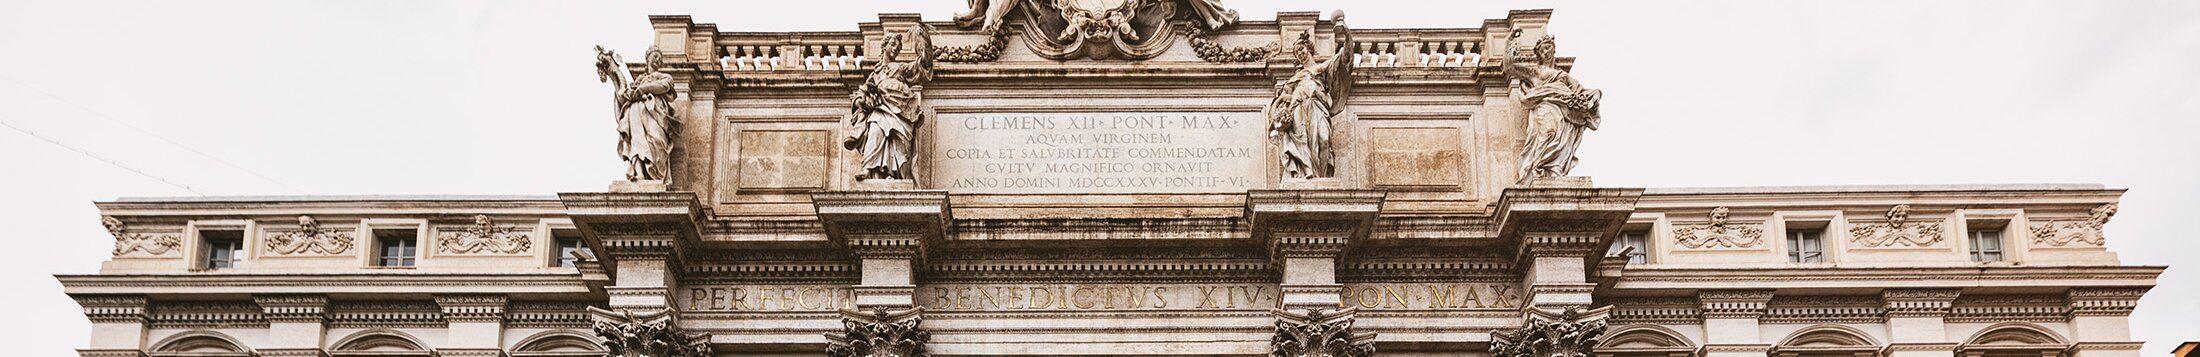 CLEMENS XII· PONT· MAX·
AQVAM VIRGINEM
COPIA ET SALVBRITATE COMMENDATAM
CVLTV MAGNIFICO ORNAVIT
ANNO DOMINI MDCCXXXV·PONTIF·VI·
PERFECIT BENEDICTVS XIV· PON·MAX·